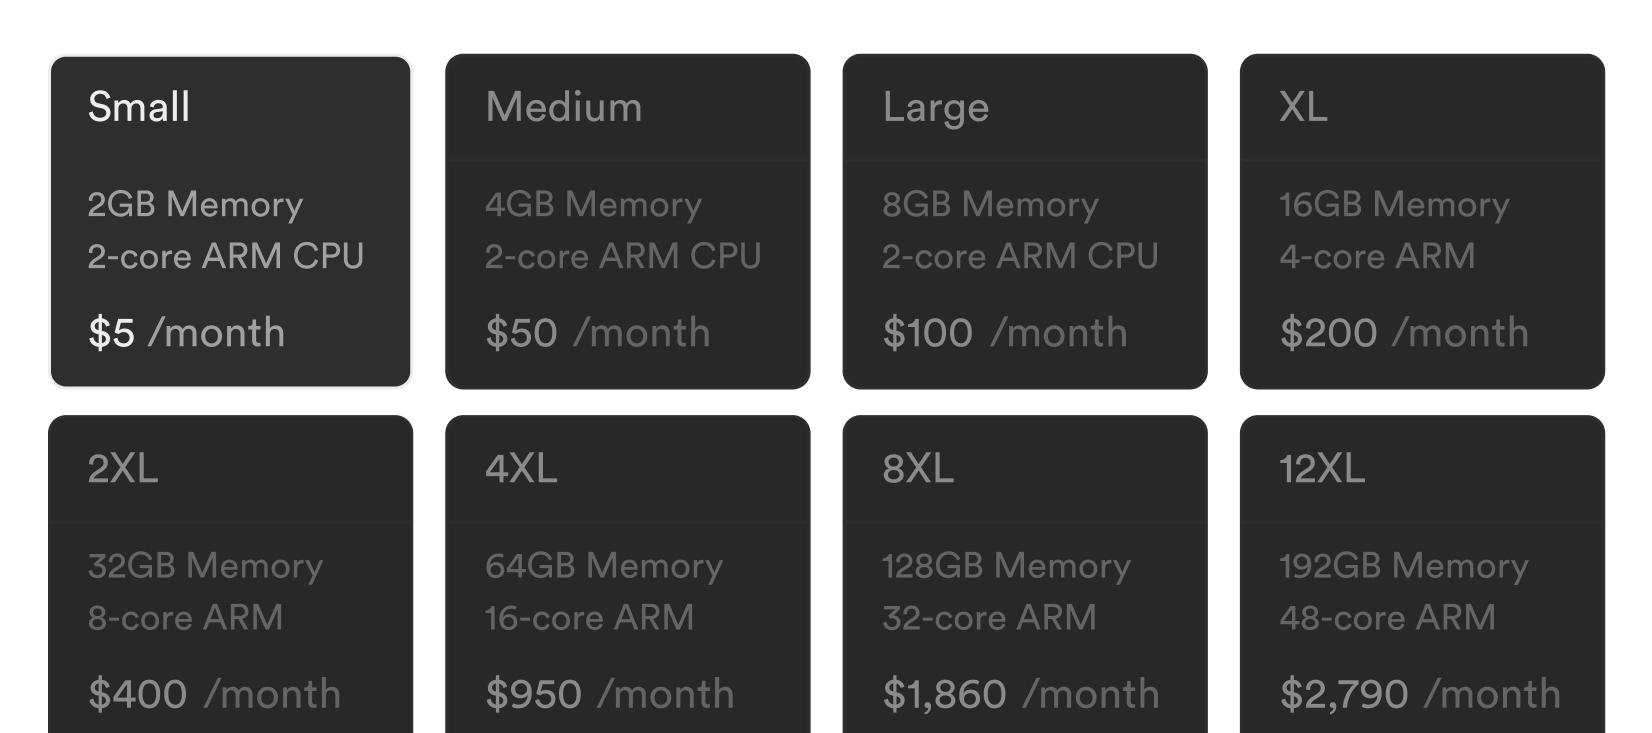 Small
2GB Memory
2-core ARM CPU
$5 /month
Medium
4GB Memory
2-core ARM CPU
$50 /month
Large
8GB Memory
2-core ARM CPU
$100 /month
XL
16GB Memory
4-core ARM
$200 /month
2XL
32GB Memory
8-core ARM
$400 /month
4XL
64GB Memory
16-core ARM
$950 /month
8XL
128GB Memory
32-core ARM
$1,860 /month
12XL
192GB Memory
48-core ARM
$2,790 /month